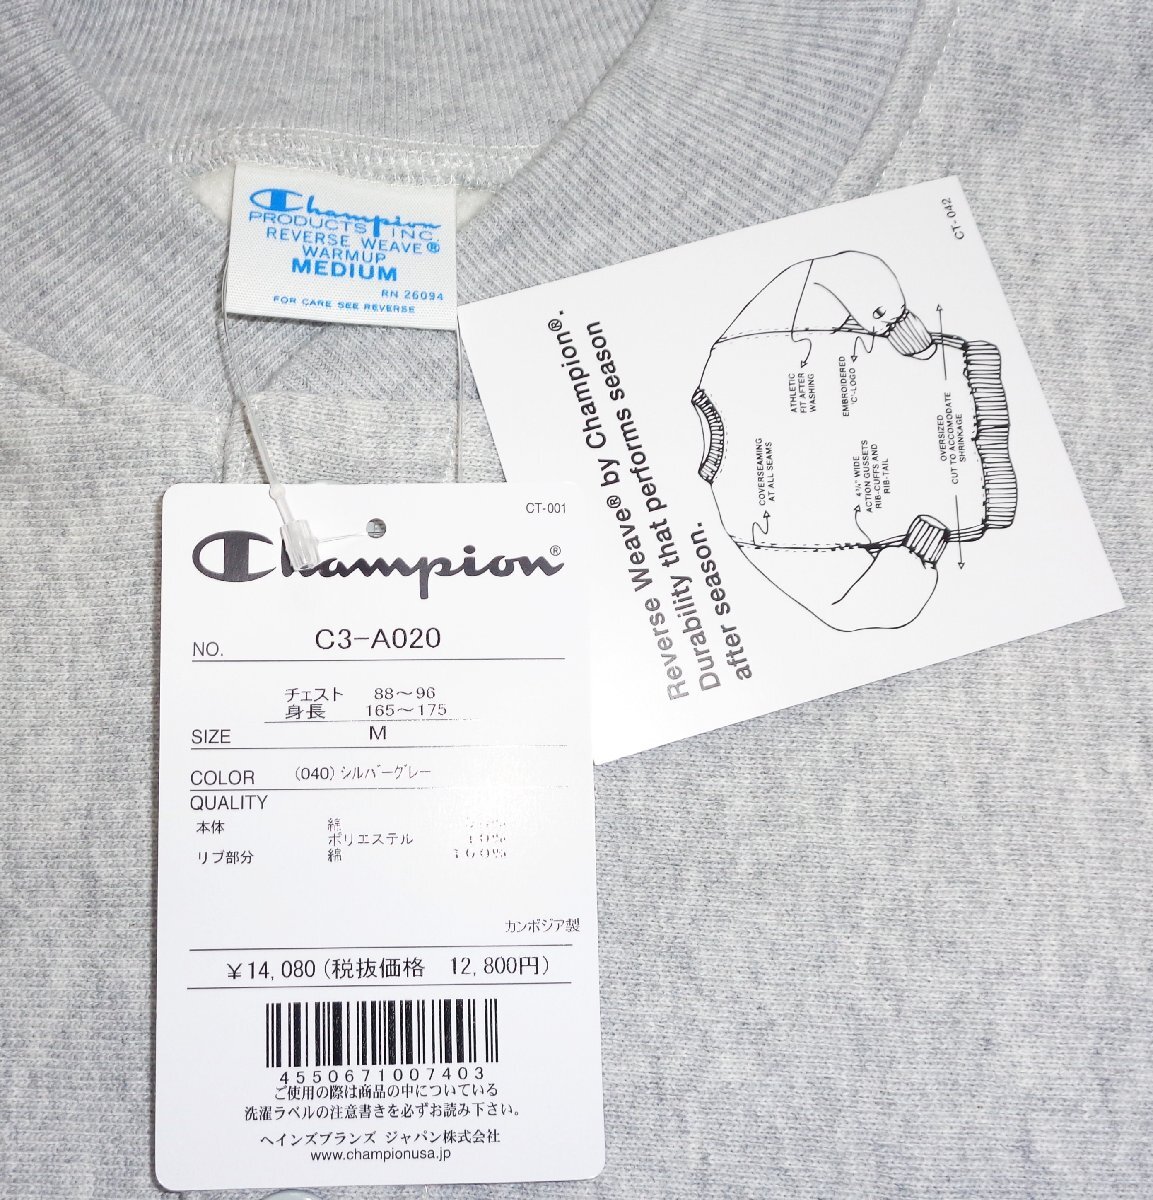 Champion
PRODUCTS, INC.
REVERSE WEAVE®
WARMUP
MEDIUM
RN 26094
FOR CARE SEE REVERSE
CT-042
Reverse Weave® by Champion®.
Durability that performs season
after season.
ATHLETIC
FIT AFTER
WASHING
EMBROIDERED
'C'-LOGO
COVERSEAMING
AT ALL SEAMS
4¾" WIDE
ACTION GUSSETS
RIB-CUFFS AND
RIB-TAIL
OVERSIZED
CUT TO ACCOMODATE
SHRINKAGE
CT-001
Champion®
NO. C3-A020
チェスト 88～96
身長 165～175
SIZE M
COLOR (040) シルバーグレー
QUALITY
本体 綿
ポリエステル 10%
リブ部分 綿 100%
カンボジア製
￥14,080(税抜価格 12,800円)
4550671007403
ご使用の際は商品の中についている
洗濯ラベルの注意書きを必ずお読み下さい。
ヘインズブランズ ジャパン株式会社
www.championusa.jp